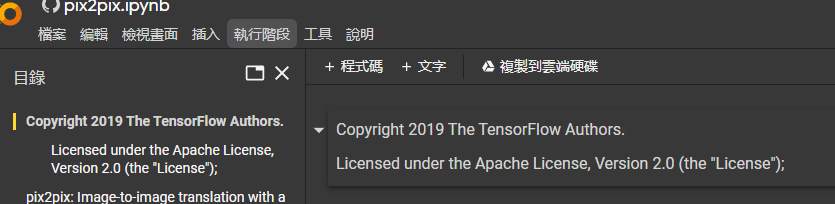 pix2pix.ipynb
檔案 編輯 檢視畫面 插入 執行階段 工具 說明
目錄
+ 程式碼 + 文字 複製到雲端硬碟
Copyright 2019 The TensorFlow Authors.
Licensed under the Apache License,
Version 2.0 (the "License");
pix2pix: Image-to-image translation with a
Copyright 2019 The TensorFlow Authors.
Licensed under the Apache License, Version 2.0 (the "License");